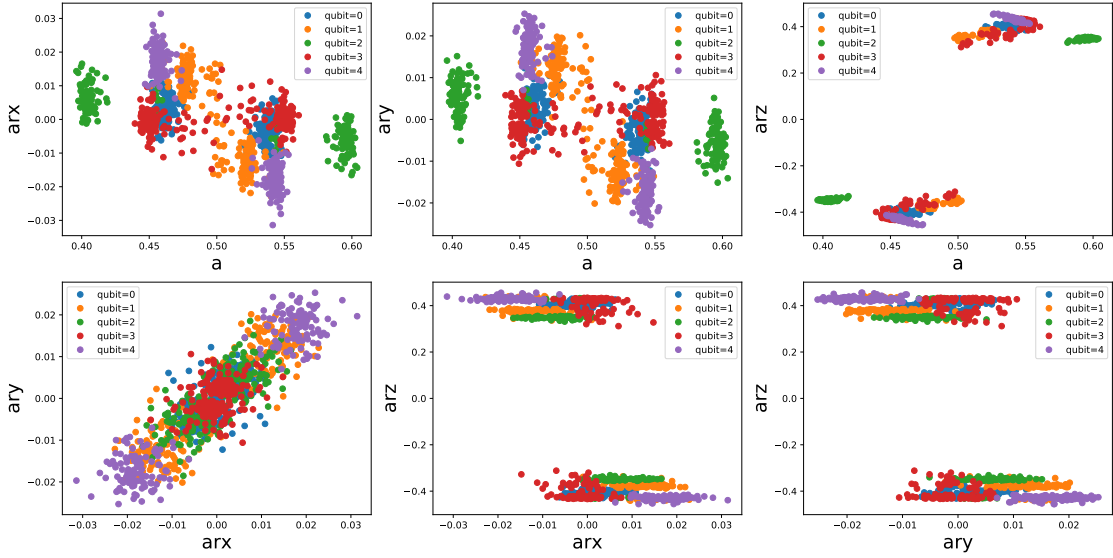 arx
0.03
0.02
0.01
0.00
−0.01
−0.02
−0.03
0.40
0.45
0.50
0.55
0.60
a
qubit=0
qubit=1
qubit=2
qubit=3
qubit=4
ary
0.02
0.01
0.00
−0.01
−0.02
0.40
0.45
0.50
0.55
0.60
a
qubit=0
qubit=1
qubit=2
qubit=3
qubit=4
arz
0.4
0.2
0.0
−0.2
−0.4
0.40
0.45
0.50
0.55
0.60
a
qubit=0
qubit=1
qubit=2
qubit=3
qubit=4
ary
0.02
0.01
0.00
−0.01
−0.02
−0.03
−0.02
−0.01
0.00
0.01
0.02
0.03
arx
qubit=0
qubit=1
qubit=2
qubit=3
qubit=4
arz
0.4
0.2
0.0
−0.2
−0.4
−0.03
−0.02
−0.01
0.00
0.01
0.02
0.03
arx
qubit=0
qubit=1
qubit=2
qubit=3
qubit=4
arz
0.4
0.2
0.0
−0.2
−0.4
−0.02
−0.01
0.00
0.01
0.02
ary
qubit=0
qubit=1
qubit=2
qubit=3
qubit=4